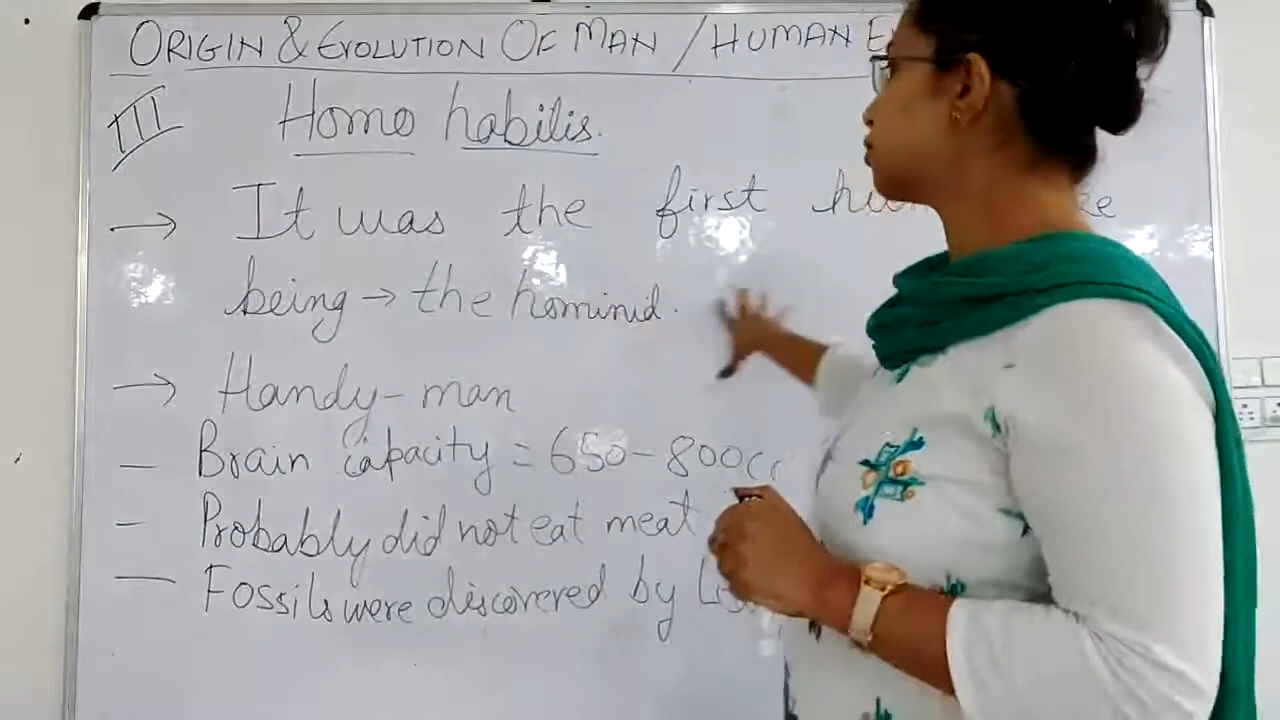 ORIGIN & EVOLUTION OF MAN / HUMAN
III Homo habilis.
→ It was the first
being → the hominid.
→ Handy-man
- Brain capacity = 650-800cc
- Probably did not eat meat
- Fossils were discovered by